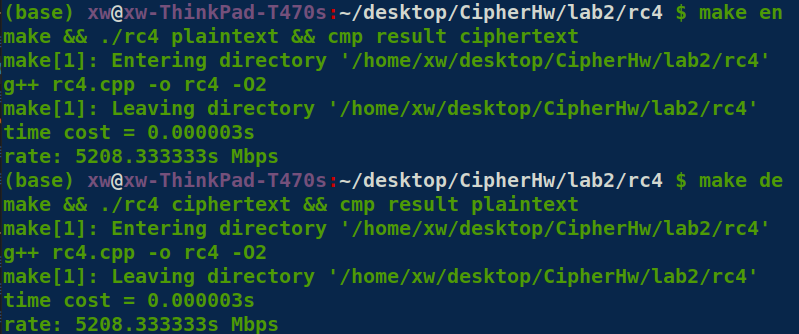 (base) xw@xw-ThinkPad-T470s:~/desktop/CipherHw/lab2/rc4 $ make en
make && ./rc4 plaintext && cmp result ciphertext
make[1]: Entering directory '/home/xw/desktop/CipherHw/lab2/rc4'
g++ rc4.cpp -o rc4 -O2
make[1]: Leaving directory '/home/xw/desktop/CipherHw/lab2/rc4'
time cost = 0.000003s
rate: 5208.333333s Mbps
(base) xw@xw-ThinkPad-T470s:~/desktop/CipherHw/lab2/rc4 $ make de
make && ./rc4 ciphertext && cmp result plaintext
make[1]: Entering directory '/home/xw/desktop/CipherHw/lab2/rc4'
g++ rc4.cpp -o rc4 -O2
make[1]: Leaving directory '/home/xw/desktop/CipherHw/lab2/rc4'
time cost = 0.000003s
rate: 5208.333333s Mbps